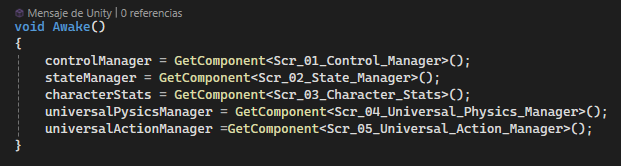 Mensaje de Unity | 0 referencias
void Awake()
{
controlManager = GetComponent<Scr_01_Control_Manager>();
stateManager = GetComponent<Scr_02_State_Manager>();
characterStats = GetComponent<Scr_03_Character_Stats>();
universalPysicsManager = GetComponent<Scr_04_Universal_Physics_Manager>();
universalActionManager =GetComponent<Scr_05_Universal_Action_Manager>();
}